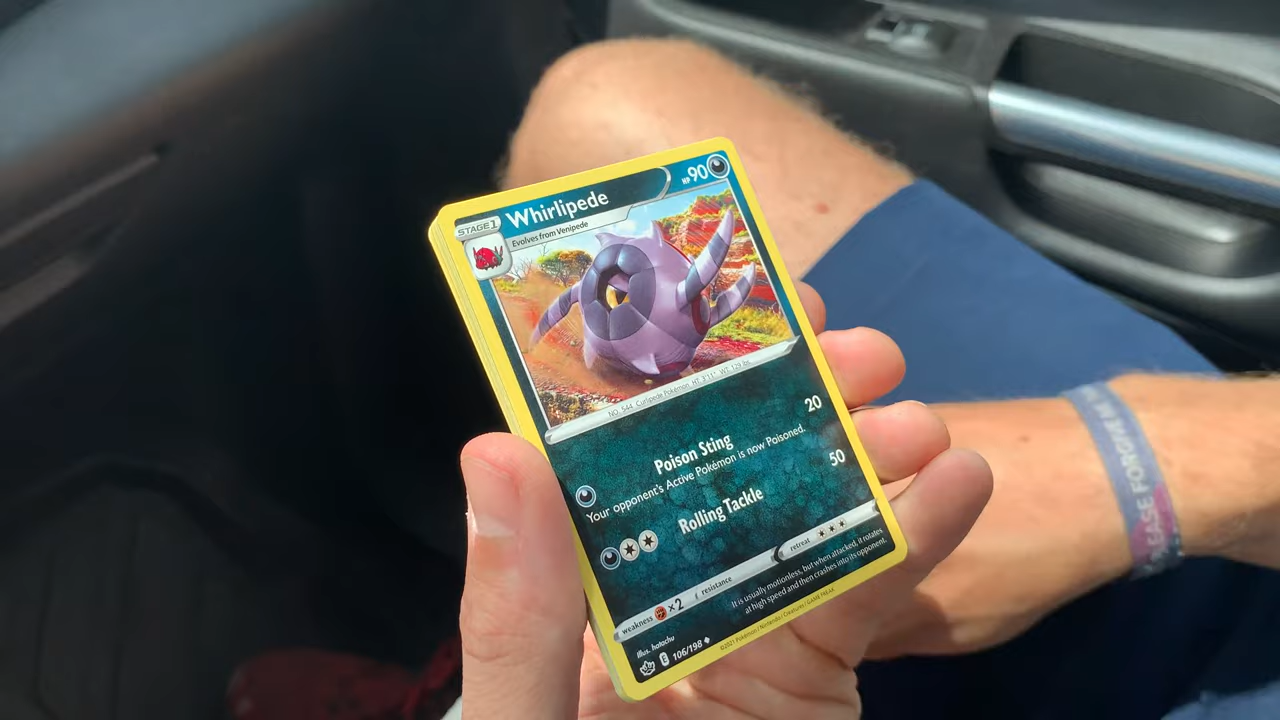 STAGE 1 Whirlipede HP 90
Evolves from Venipede
NO. 544 Curlipede Pokémon HT: 3'11" WT: 129 lbs.
Poison Sting 20
Your opponent's Active Pokémon is now Poisoned.
Rolling Tackle 50
weakness ×2 resistance retreat
It is usually motionless, but when attacked, it rotates
at high speed and then crashes into its opponent.
Illus. hatachu
E 106/198
©2021 Pokémon / Nintendo / Creatures / GAME FREAK
FORGIVE M